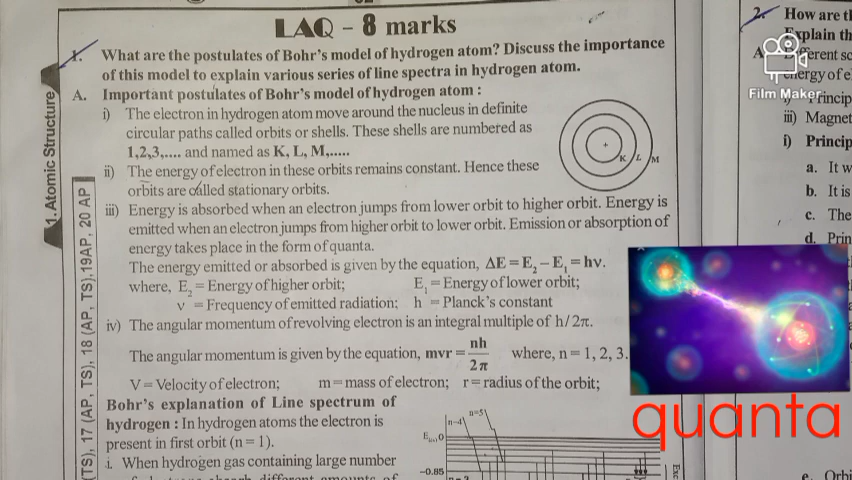 LAQ - 8 marks
1. What are the postulates of Bohr's model of hydrogen atom? Discuss the importance
of this model to explain various series of line spectra in hydrogen atom.
A. Important postulates of Bohr's model of hydrogen atom :
i) The electron in hydrogen atom move around the nucleus in definite
circular paths called orbits or shells. These shells are numbered as
1,2,3,.... and named as K, L, M,.....
ii) The energy of electron in these orbits remains constant. Hence these
orbits are called stationary orbits.
K L M
iii) Energy is absorbed when an electron jumps from lower orbit to higher orbit. Energy is
emitted when an electron jumps from higher orbit to lower orbit. Emission or absorption of
energy takes place in the form of quanta.
The energy emitted or absorbed is given by the equation, ΔE = E₂ – E₁ = hν.
where, E₂ = Energy of higher orbit; E₁ = Energy of lower orbit;
ν = Frequency of emitted radiation; h = Planck's constant
iv) The angular momentum of revolving electron is an integral multiple of h/2π.
The angular momentum is given by the equation, mvr = nh/2π where, n = 1, 2, 3.
V = Velocity of electron; m = mass of electron; r = radius of the orbit;
Bohr's explanation of Line spectrum of
hydrogen : In hydrogen atoms the electron is
present in first orbit (n = 1).
i. When hydrogen gas containing large number
n=4 n=5
0
-0.85
1. Atomic Structure
(TS), 17 (AP, TS), 18 (AP, TS),19AP, 20 AP
2. How are t
Explain th
A. Different sc
energy of e
i) Princip
iii) Magnet
i) Princip
a. It w
b. It is
c. The
d. Prin
e. Orbi
Film Maker
quanta